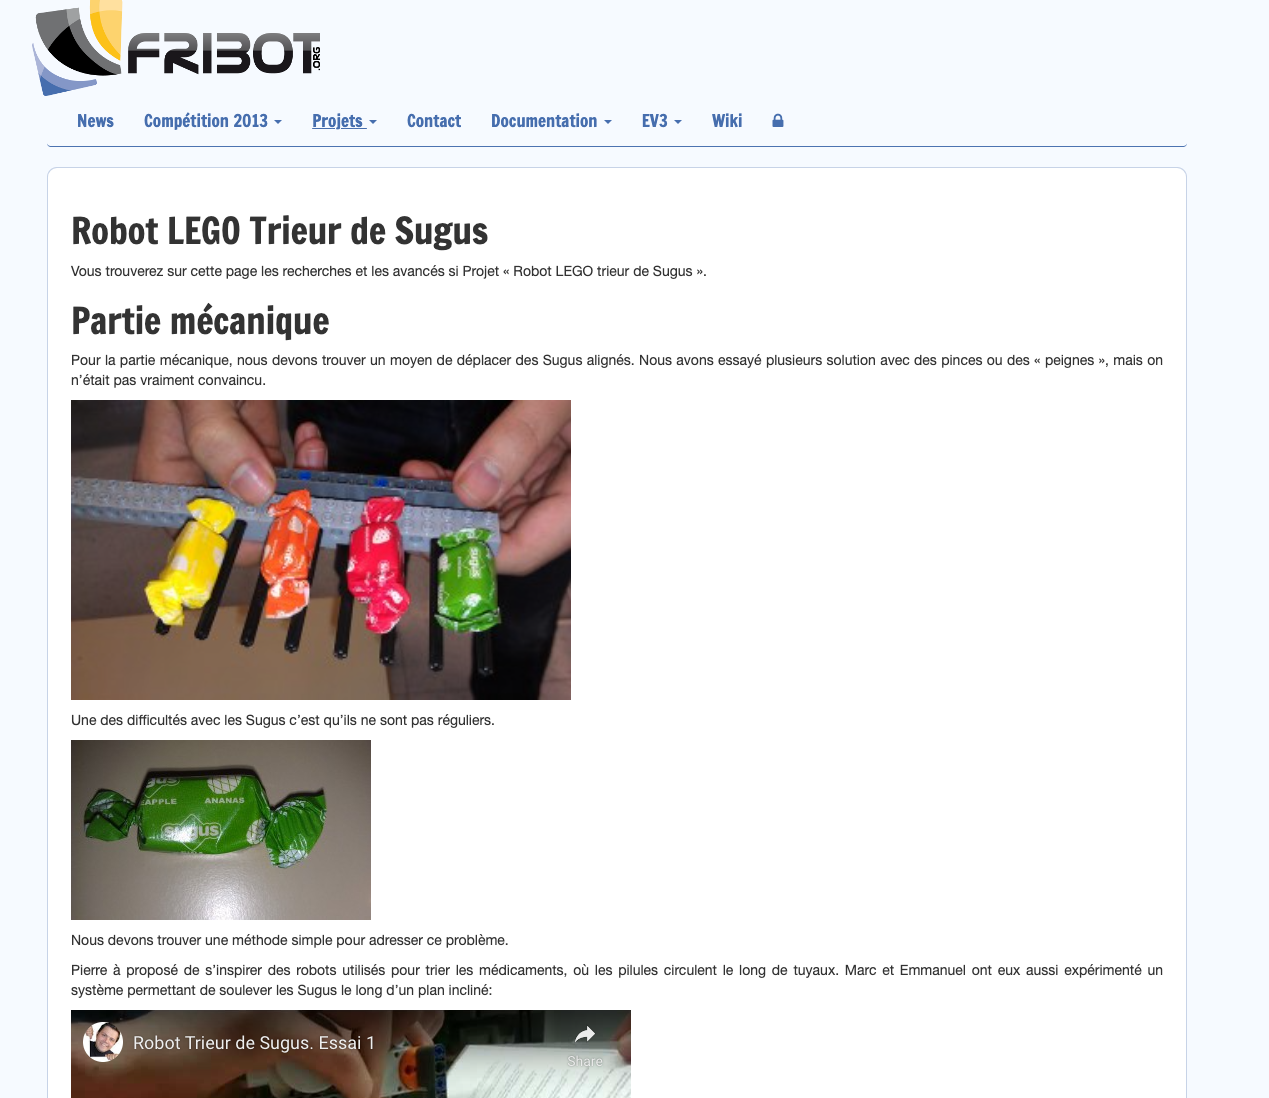 FRIBOT
.ORG
News Compétition 2013 Projets Contact Documentation EV3 Wiki
Robot LEGO Trieur de Sugus
Vous trouverez sur cette page les recherches et les avancés si Projet « Robot LEGO trieur de Sugus ».
Partie mécanique
Pour la partie mécanique, nous devons trouver un moyen de déplacer des Sugus alignés. Nous avons essayé plusieurs solution avec des pinces ou des « peignes », mais on
n’était pas vraiment convaincu.
sugus
Une des difficultés avec les Sugus c’est qu’ils ne sont pas réguliers.
gus
EAPPLE ANANAS
sugus
Nous devons trouver une méthode simple pour adresser ce problème.
Pierre à proposé de s’inspirer des robots utilisés pour trier les médicaments, où les pilules circulent le long de tuyaux. Marc et Emmanuel ont eux aussi expérimenté un
système permettant de soulever les Sugus le long d’un plan incliné:
Robot Trieur de Sugus. Essai 1
Share